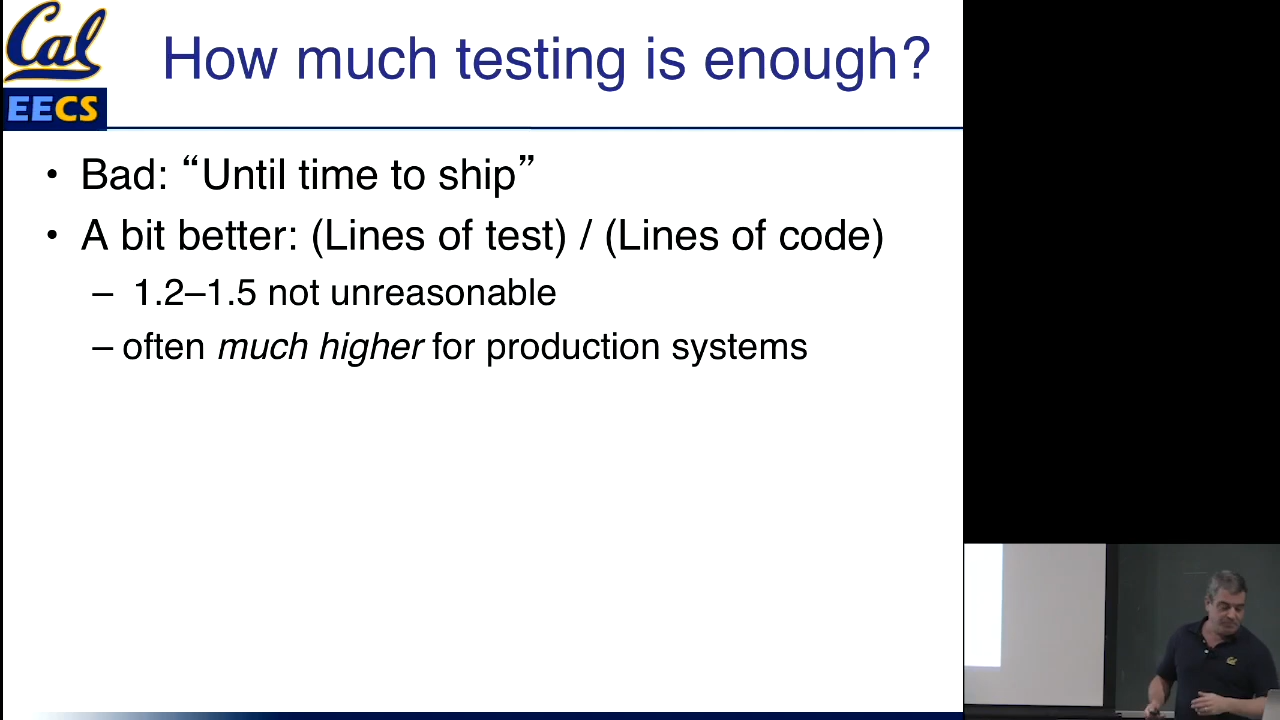 Cal
EECS
How much testing is enough?
• Bad: “Until time to ship”
• A bit better: (Lines of test) / (Lines of code)
– 1.2–1.5 not unreasonable
– often much higher for production systems
Cal